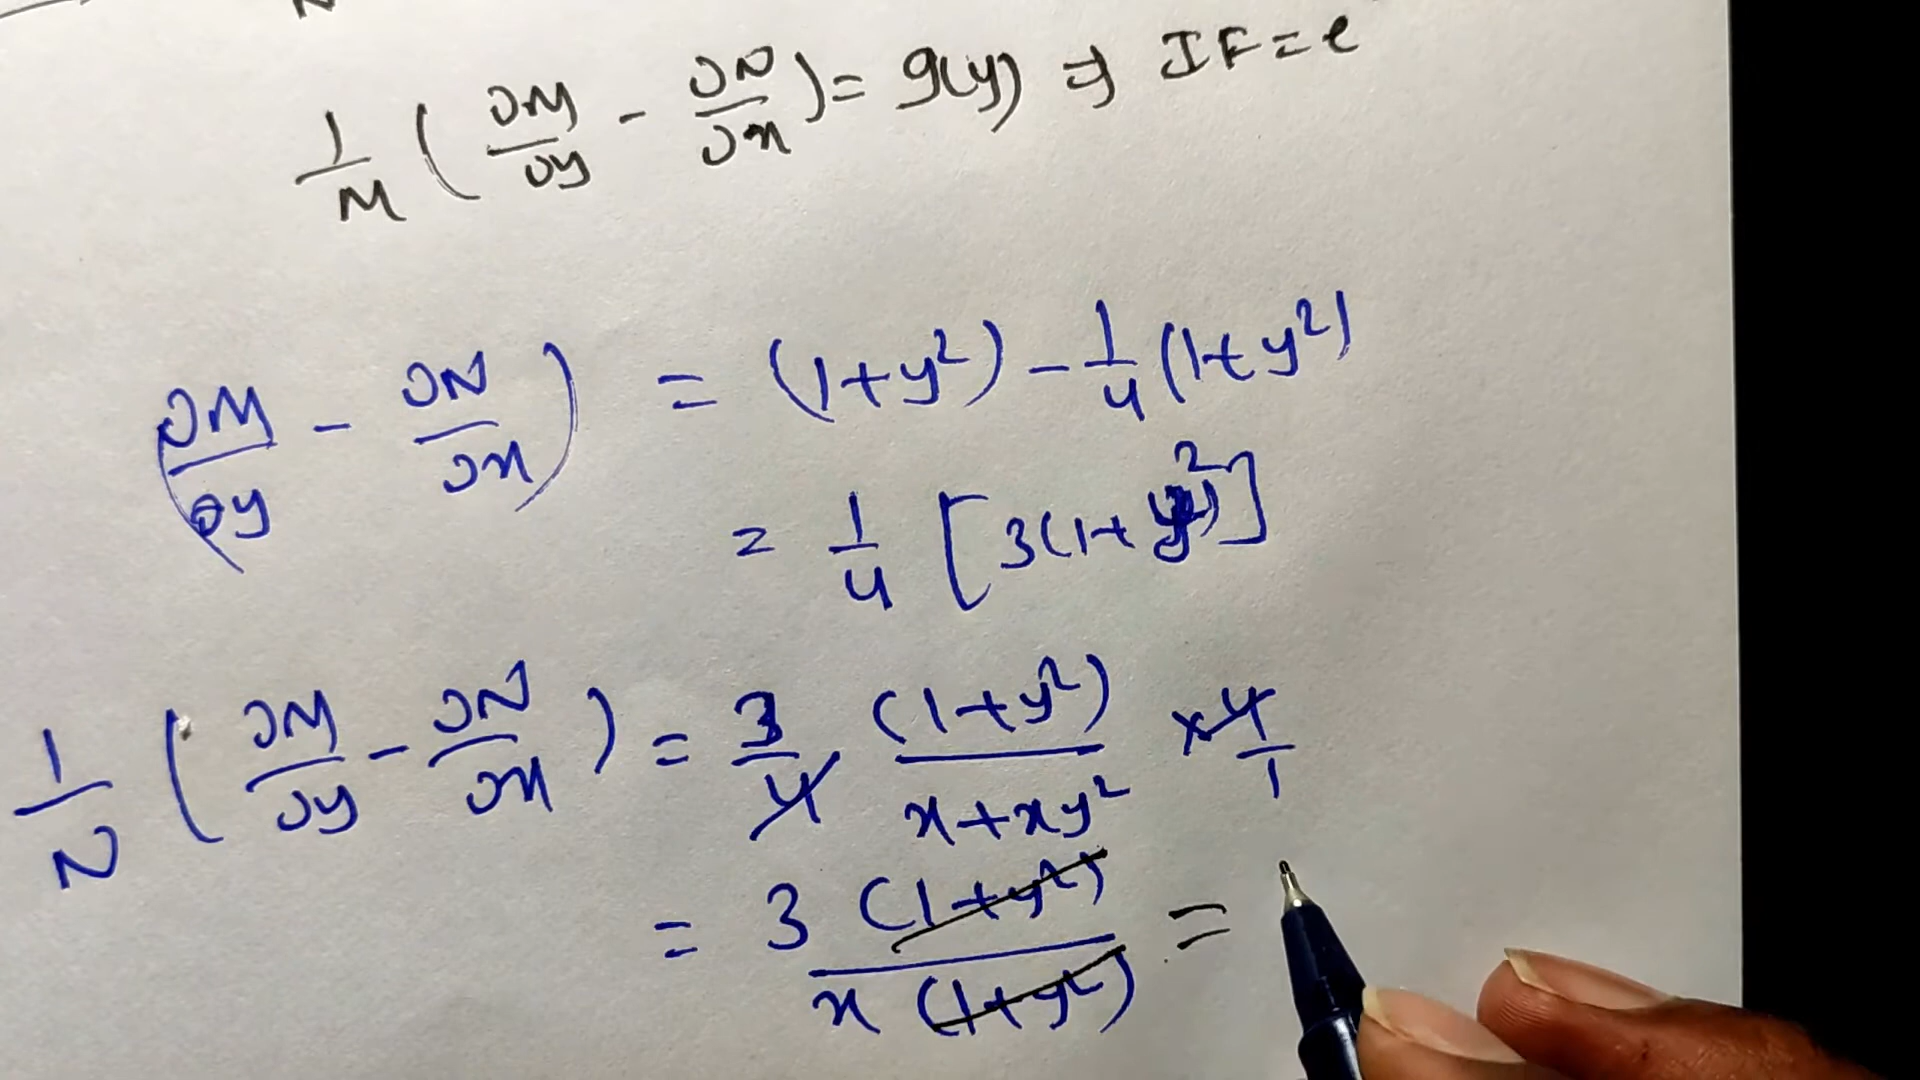 1/M ( ∂M/∂y - ∂N/∂x ) = g(y) ⇒ IF = e
( ∂M/∂y - ∂N/∂x ) = (1+y²) - 1/4 (1+y²)
= 1/4 [3(1+y²)]
1/N ( ∂M/∂y - ∂N/∂x ) = 3/4 (1+y²)/(x+xy²) × 4/1
= 3 (1+y²)/x (1+y²) =